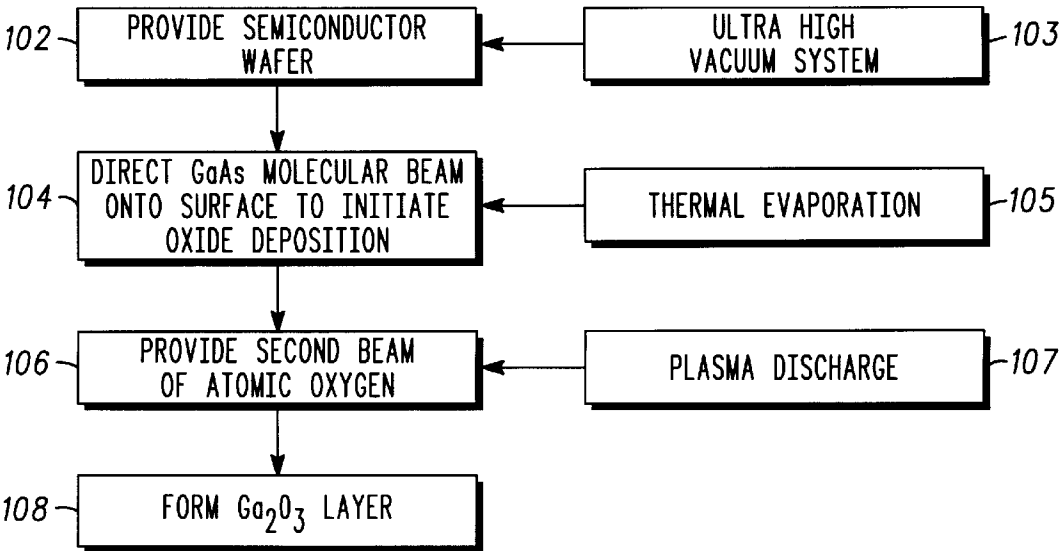 102
PROVIDE SEMICONDUCTOR
WAFER
ULTRA HIGH
VACUUM SYSTEM
103
104
DIRECT GaAs MOLECULAR BEAM
ONTO SURFACE TO INITIATE
OXIDE DEPOSITION
THERMAL EVAPORATION
105
106
PROVIDE SECOND BEAM
OF ATOMIC OXYGEN
PLASMA DISCHARGE
107
108
FORM Ga₂O₃ LAYER